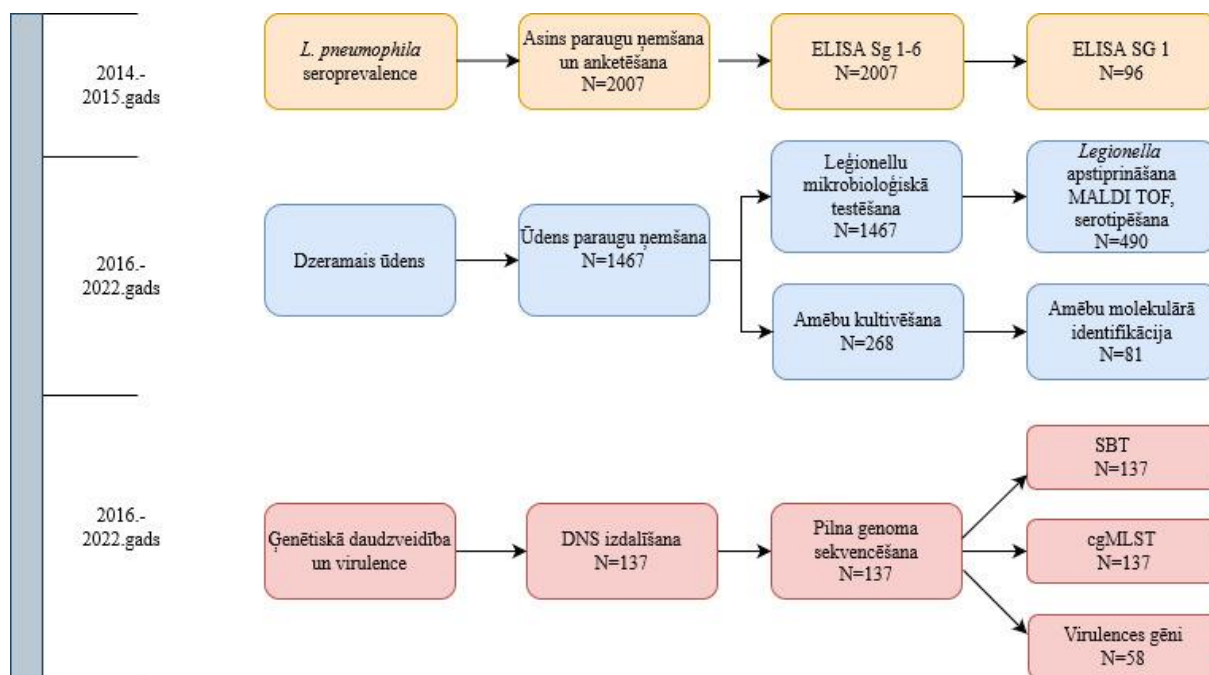 2014.-
2015.gads
L. pneumophila
seroprevalence
Asins paraugu ņemšana
un anketēšana
N=2007
ELISA Sg 1-6
N=2007
ELISA SG 1
N=96
2016.-
2022.gads
Dzeramais ūdens
Ūdens paraugu ņemšana
N=1467
Leģionellu
mikrobioloģiskā
testēšana
N=1467
Legionella
apstiprināšana
MALDI TOF,
serotipēšana
N=490
Amēbu kultivēšana
N=268
Amēbu molekulārā
identifikācija
N=81
2016.-
2022.gads
Ģenētiskā daudzveidība
un virulence
DNS izdalīšana
N=137
Pilna genoma
sekvencēšana
N=137
SBT
N=137
cgMLST
N=137
Virulences gēni
N=58